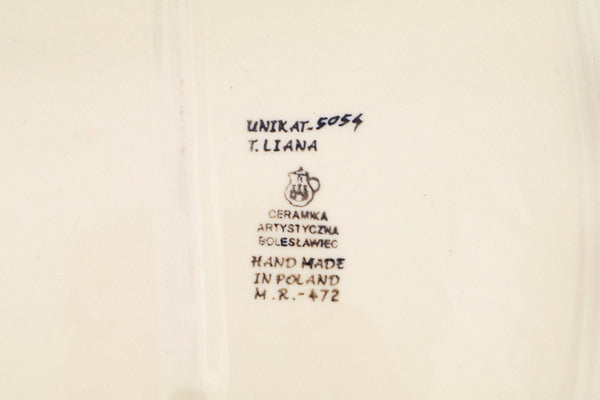 UNIKAT-5054
T. LIANA
CERAMIKA
ARTYSTYCZNA
BOLESŁAWIEC
HAND MADE
IN POLAND
M.R.-472